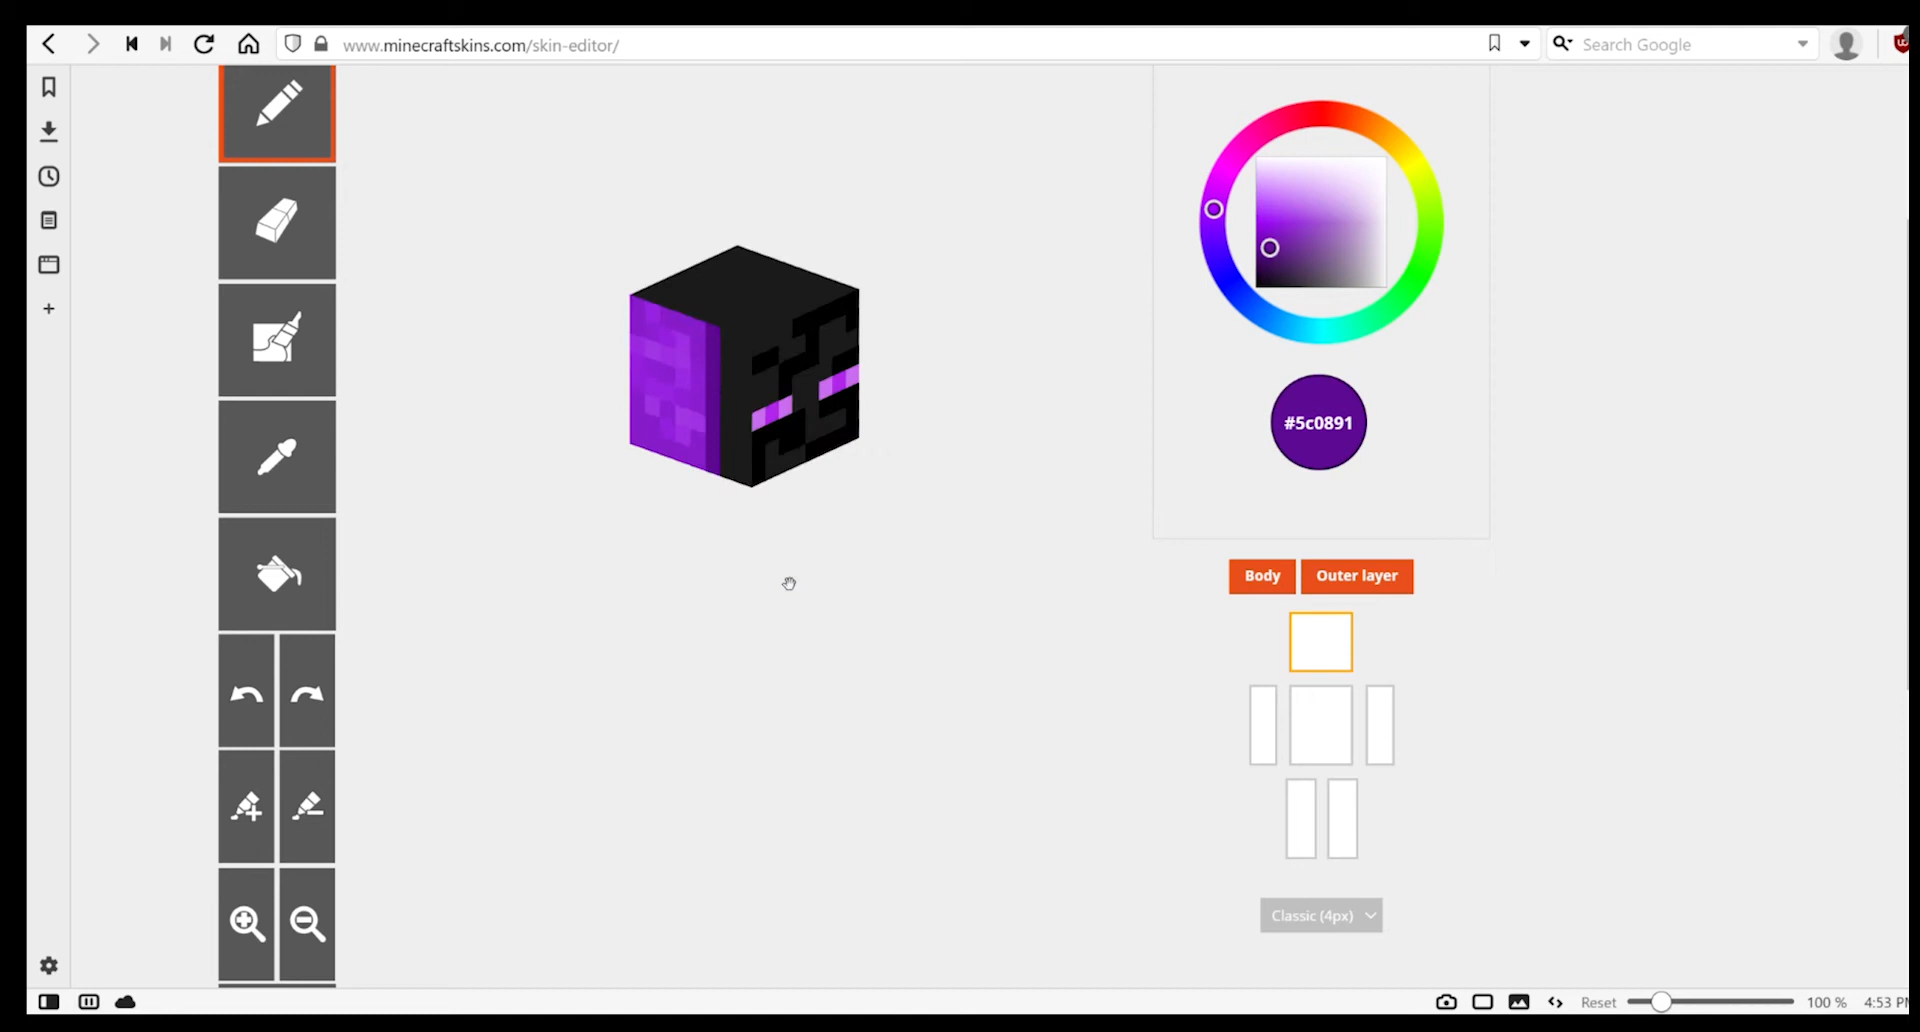 www.minecraftskins.com/skin-editor/
Search Google
#5c0891
Body
Outer layer
Classic (4px)
Reset
100 %
4:53